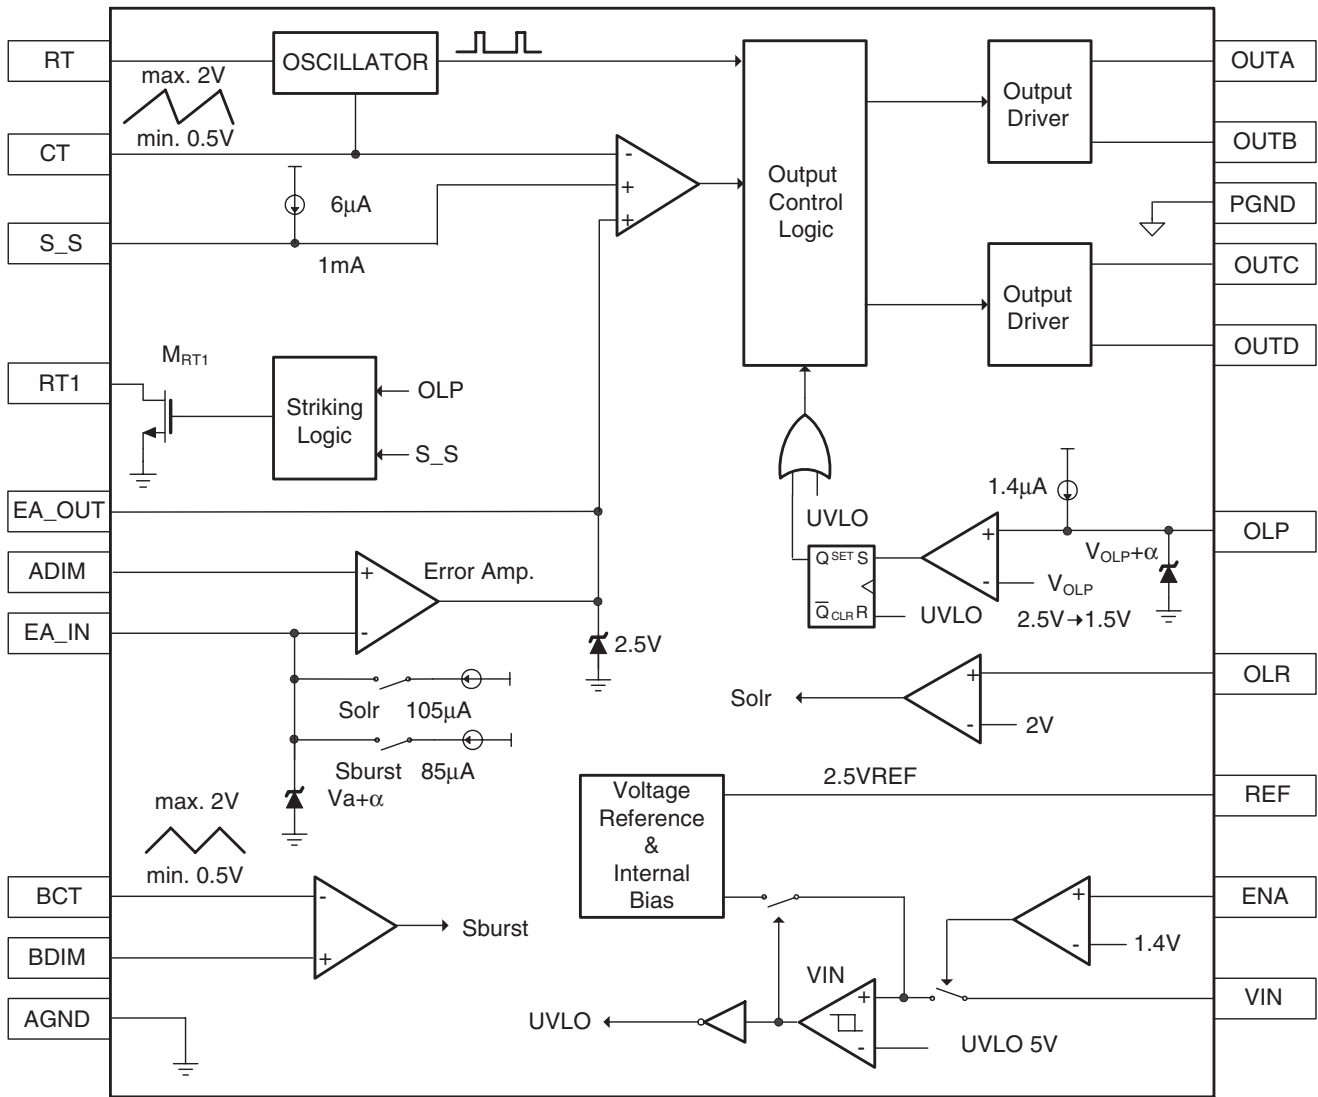 RT
OSCILLATOR
max. 2V
min. 0.5V
CT
6μA
S_S
1mA
-
+
+
Output
Control
Logic
Output
Driver
OUTA
OUTB
PGND
OUTC
Output
Driver
OUTD
RT1
MRT1
Striking
Logic
OLP
S_S
EA_OUT
ADIM
+
Error Amp.
EA_IN
-
2.5V
Solr
105μA
Sburst
85μA
Va+α
UVLO
Q SET S
Q̅ CLR R
UVLO
1.4μA
+
-
VOLP+α
VOLP
2.5V→1.5V
OLP
Solr
+
-
2V
OLR
max. 2V
min. 0.5V
BCT
-
BDIM
+
Sburst
AGND
Voltage
Reference
&
Internal
Bias
2.5VREF
REF
+
-
1.4V
ENA
VIN
+
-
UVLO
UVLO 5V
VIN